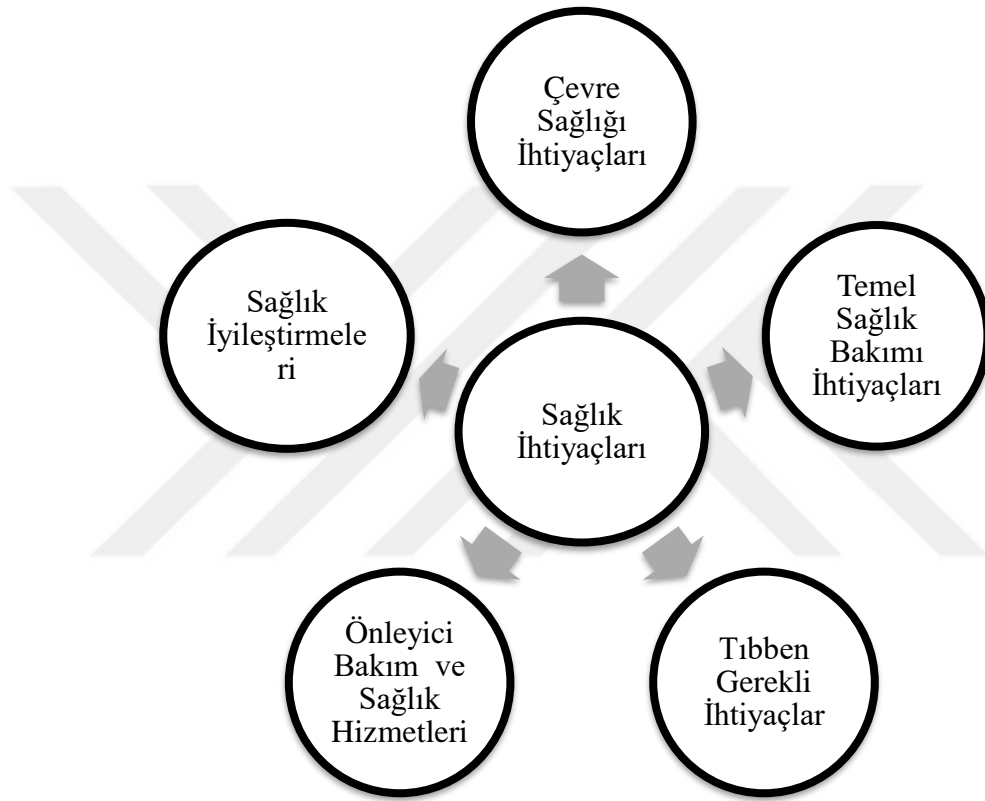 Çevre
Sağlığı
İhtiyaçları
Sağlık
İyileştirmele
ri
Temel
Sağlık
Bakımı
İhtiyaçları
Sağlık
İhtiyaçları
Önleyici
Bakım ve
Sağlık
Hizmetleri
Tıbben
Gerekli
İhtiyaçlar